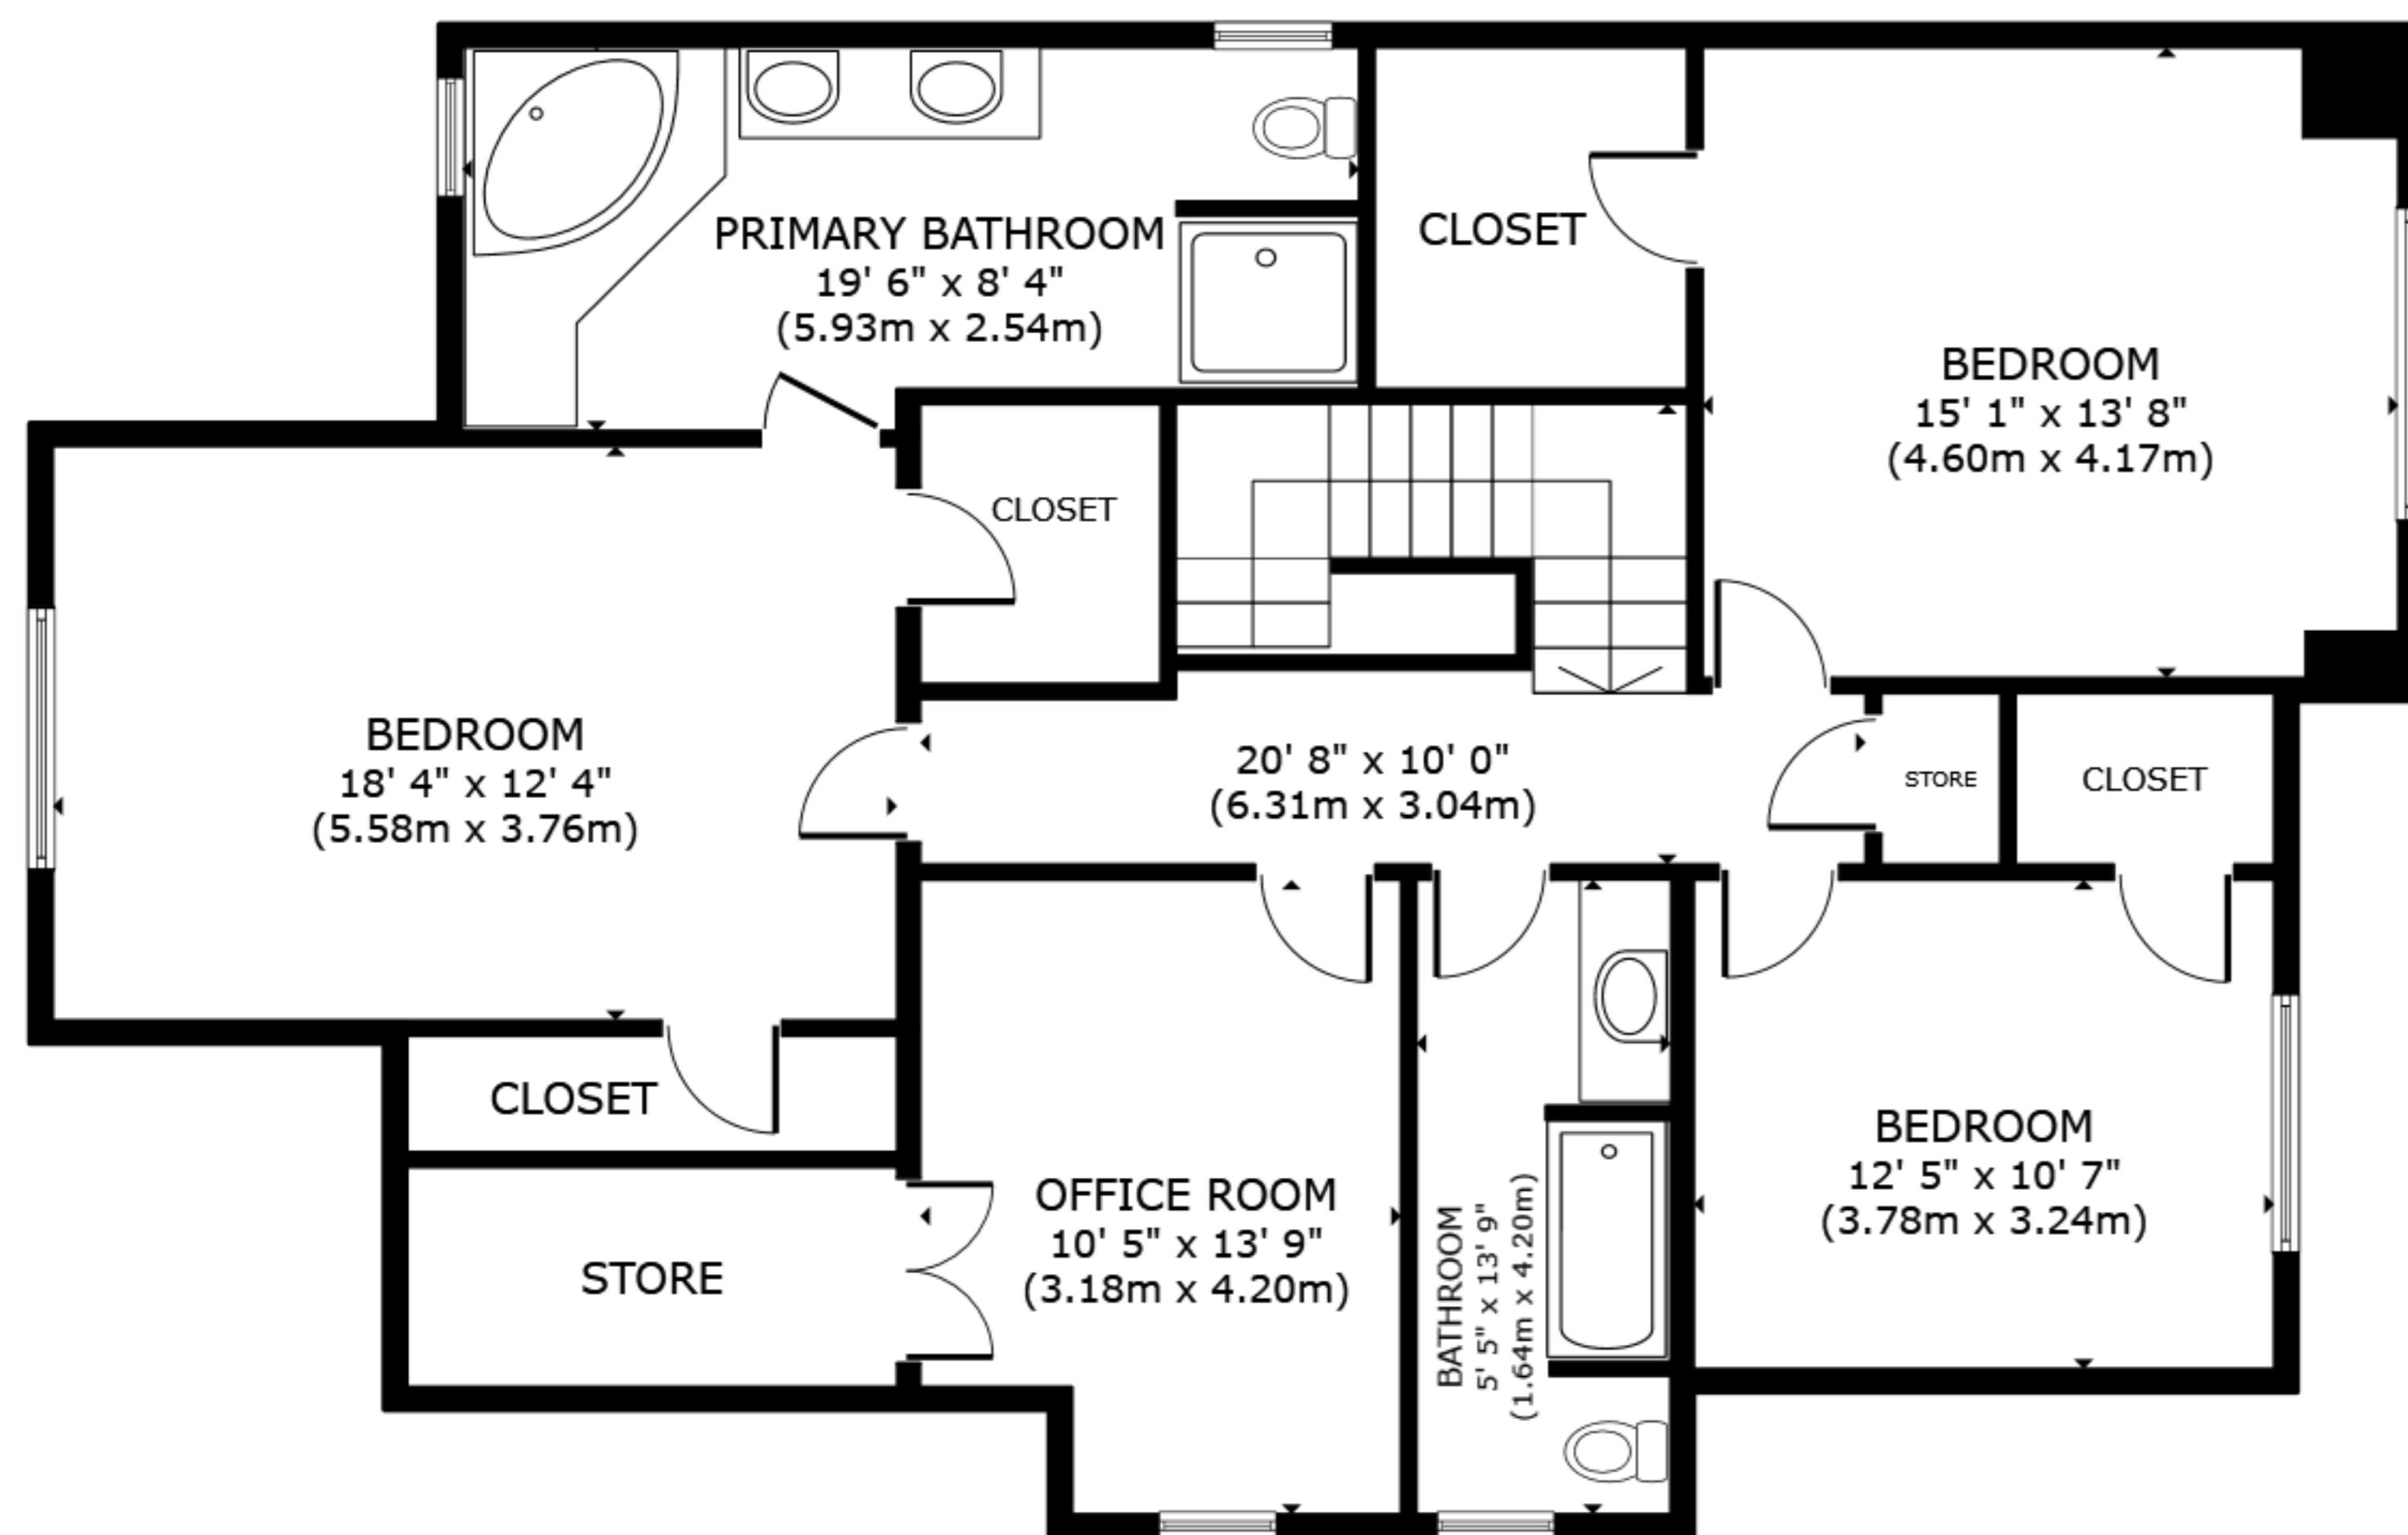 PRIMARY BATHROOM
19' 6" x 8' 4"
(5.93m x 2.54m)
CLOSET
BEDROOM
15' 1" x 13' 8"
(4.60m x 4.17m)
CLOSET
BEDROOM
18' 4" x 12' 4"
(5.58m x 3.76m)
20' 8" x 10' 0"
(6.31m x 3.04m)
STORE
CLOSET
CLOSET
STORE
OFFICE ROOM
10' 5" x 13' 9"
(3.18m x 4.20m)
BATHROOM
5' 5" x 13' 9"
(1.64m x 4.20m)
BEDROOM
12' 5" x 10' 7"
(3.78m x 3.24m)